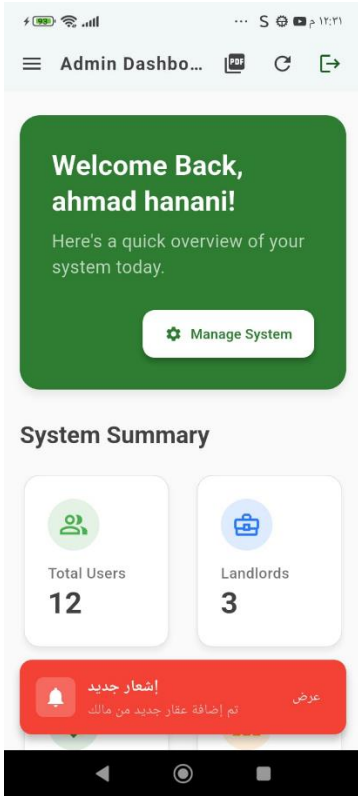 99
... S م ١٢:٣١
Admin Dashbo...
PDF
Welcome Back,
ahmad hanani!
Here's a quick overview of your
system today.
Manage System
System Summary
Total Users
12
Landlords
3
إشعار جديد
تم إضافة عقار جديد من مالك
عرض